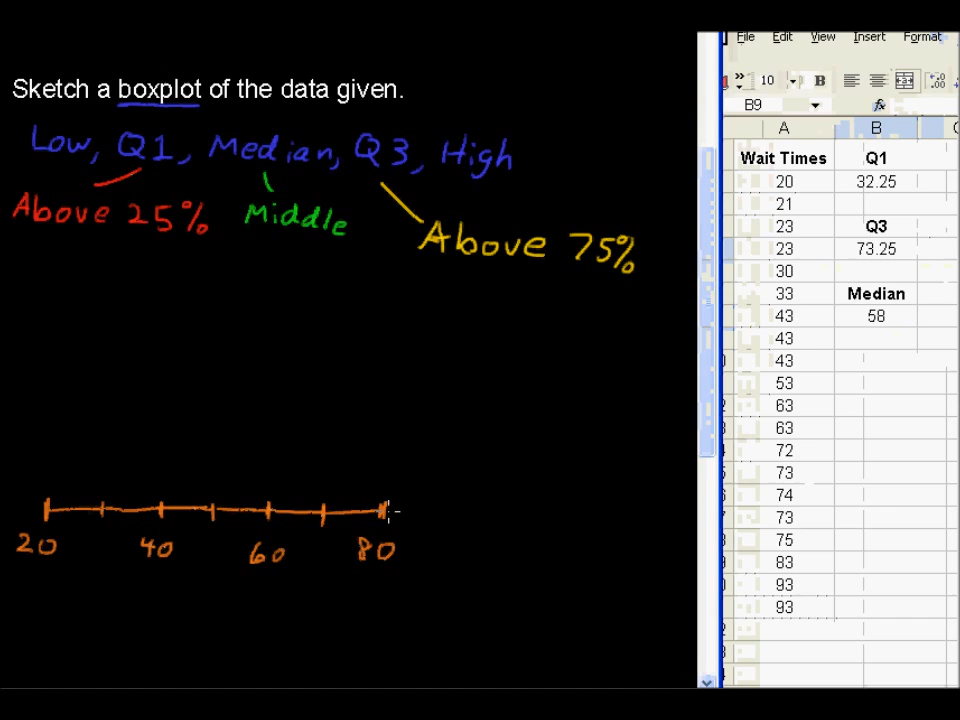 Sketch a boxplot of the data given.
Low, Q1, Median, Q3, High
Above 25% Middle
Above 75%
20 40 60 80
File Edit View Insert Format
» 10 B
B9 fx
A B
Wait Times Q1
20 32.25
21
23 Q3
23 73.25
30
33 Median
43 58
43
43
53
63
63
72
73
74
73
75
83
93
93